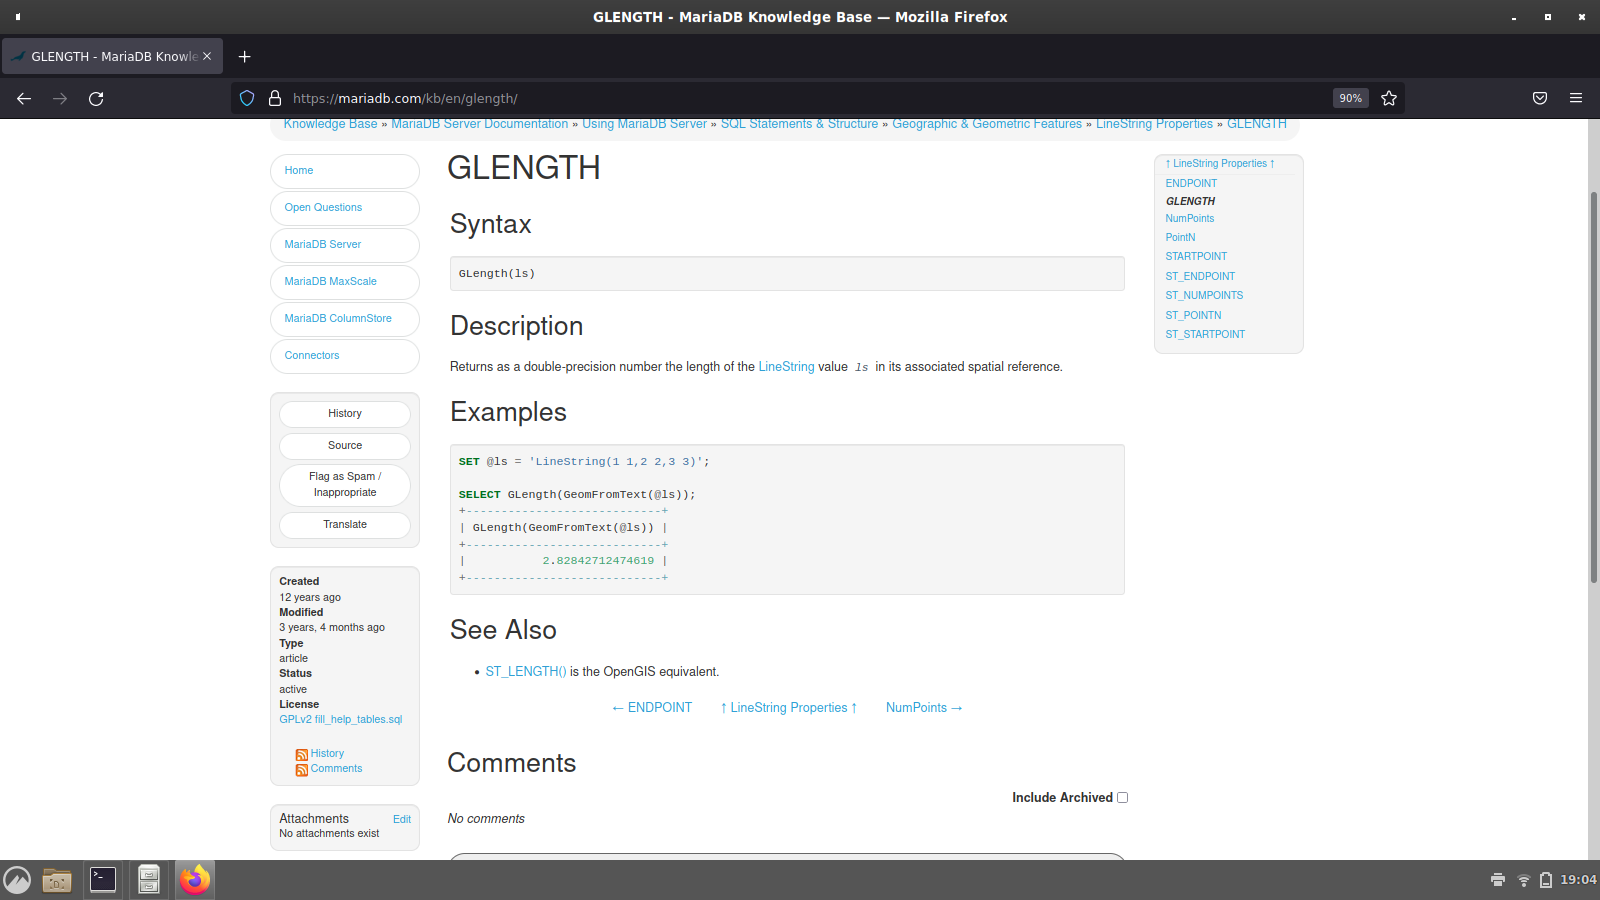 GLENGTH - MariaDB Knowledge Base — Mozilla Firefox
GLENGTH - MariaDB Knowle
https://mariadb.com/kb/en/glength/
90%
Knowledge Base » MariaDB Server Documentation » Using MariaDB Server » SQL Statements & Structure » Geographic & Geometric Features » LineString Properties » GLENGTH
Home
Open Questions
MariaDB Server
MariaDB MaxScale
MariaDB ColumnStore
Connectors
History
Source
Flag as Spam /
Inappropriate
Translate
Created
12 years ago
Modified
3 years, 4 months ago
Type
article
Status
active
License
GPLv2 fill_help_tables.sql
History
Comments
Attachments Edit
No attachments exist
GLENGTH
Syntax
GLength(ls)
Description
Returns as a double-precision number the length of the LineString value ls in its associated spatial reference.
Examples
SET @ls = 'LineString(1 1,2 2,3 3)';
SELECT GLength(GeomFromText(@ls));
+----------------------------+
| GLength(GeomFromText(@ls)) |
+----------------------------+
|           2.82842712474619 |
+----------------------------+
See Also
• ST_LENGTH() is the OpenGIS equivalent.
← ENDPOINT ↑ LineString Properties ↑ NumPoints →
Comments
Include Archived
No comments
↑ LineString Properties ↑
ENDPOINT
GLENGTH
NumPoints
PointN
STARTPOINT
ST_ENDPOINT
ST_NUMPOINTS
ST_POINTN
ST_STARTPOINT
19:04